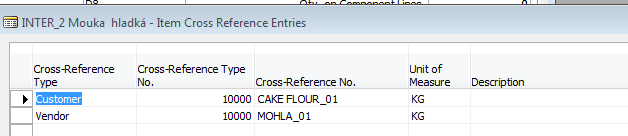 INTER_2 Mouka hladká - Item Cross Reference Entries
Cross-Reference Type Cross-Reference Type No. Cross-Reference No. Unit of Measure Description
Customer 10000 CAKE FLOUR_01 KG
Vendor 10000 MOHLA_01 KG